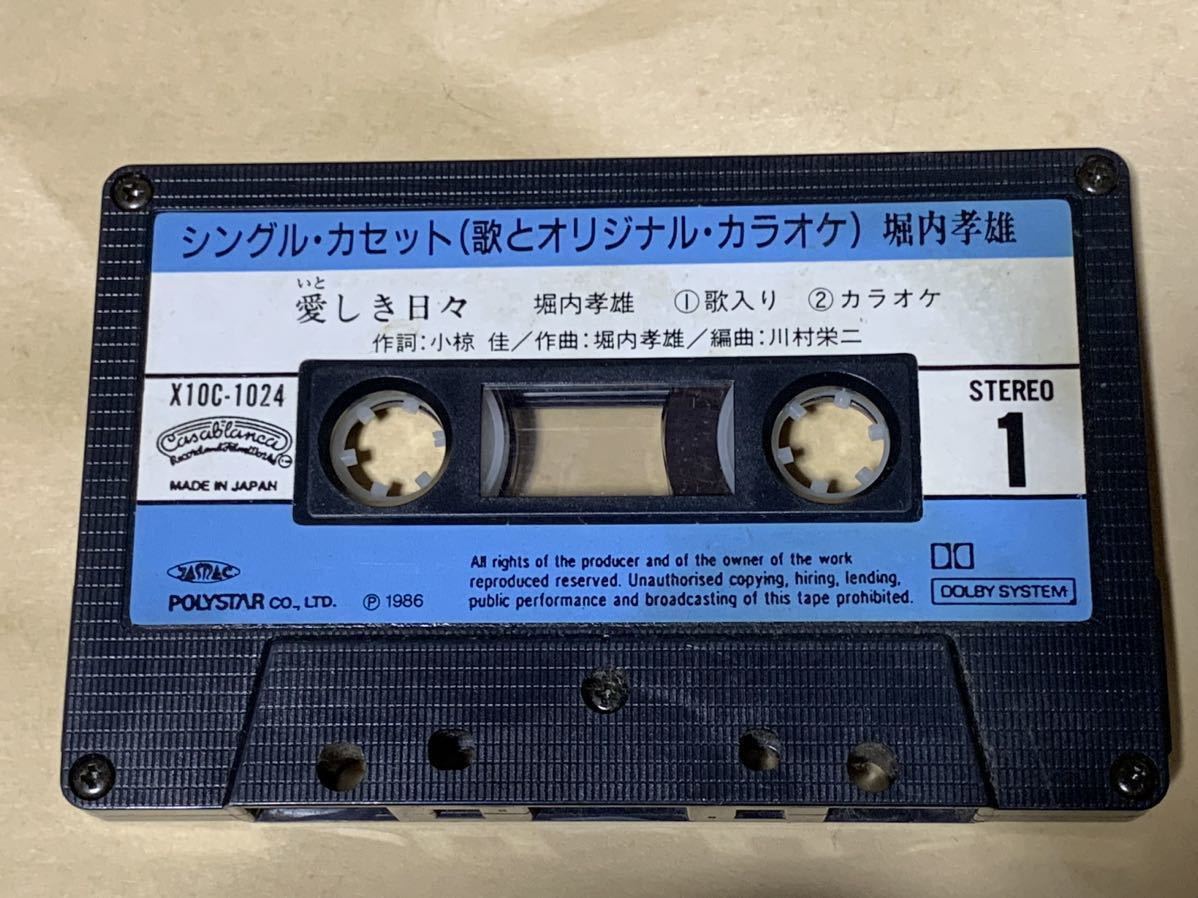 シングル・カセット(歌とオリジナル・カラオケ) 堀内孝雄
いと
愛しき日々 堀内孝雄 ①歌入り ②カラオケ
作詞:小椋 佳/作曲:堀内孝雄/編曲:川村栄二
X10C-1024
Casablanca
Record and FilmWorks
MADE IN JAPAN
STEREO
1
JASRAC
POLYSTAR CO., LTD. Ⓟ 1986
All rights of the producer and of the owner of the work
reproduced reserved. Unauthorised copying, hiring, lending,
public performance and broadcasting of this tape prohibited.
DOLBY SYSTEM